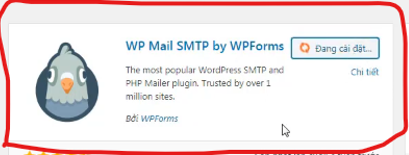 WP Mail SMTP by WPForms
Đang cài đặt...
Chi tiết
The most popular WordPress SMTP and
PHP Mailer plugin. Trusted by over 1
million sites.
Bởi WPForms